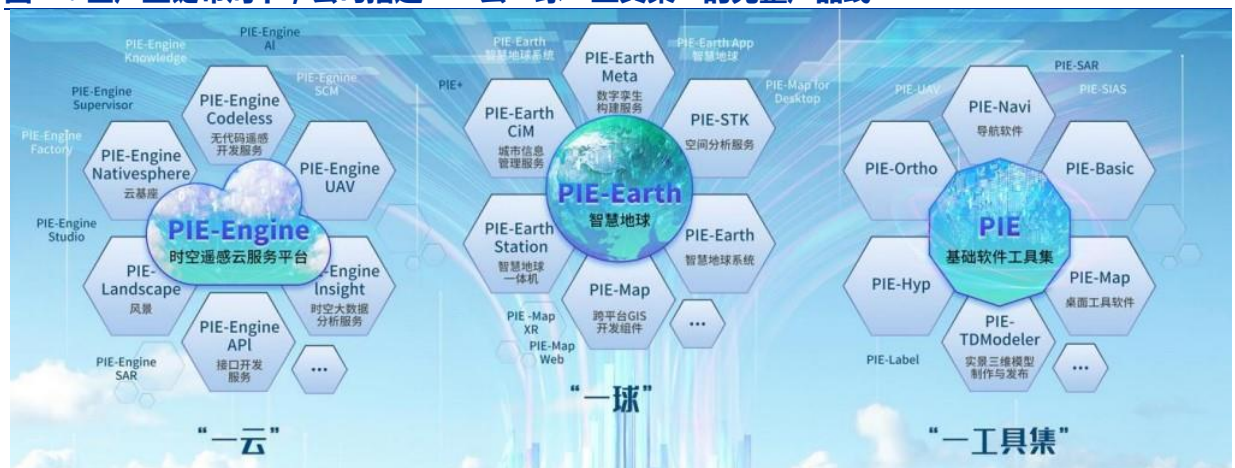 PIE-Engine
AI
PIE-Engine
Knowledge
PIE-Egnine
SCM
PIE-Engine
Supervisor
PIE-Engine
Factory
PIE-Engine
Codeless
无代码遥感
开发服务
PIE-Engine
Nativesphere
云基座
PIE-Engine
UAV
PIE-Engine
时空遥感云服务平台
PIE-Engine
Studio
PIE-
Landscape
风景
-Engine
Insight
时空大数据
分析服务
PIE-Engine
API
接口开发
服务
...
PIE-Engine
SAR
“一云”
PIE-Earth
智慧地球系统
PIE-Earth App
智慧地球
PIE+
PIE-Map for
Desktop
PIE-Earth
Meta
数字孪生
构建服务
PIE-Earth
CiM
城市信息
管理服务
PIE-STK
空间分析服务
PIE-Earth
智慧地球
PIE-Earth
Station
智慧地球
一体机
PIE-Earth
智慧地球系统
PIE-Map
跨平台GIS
开发组件
...
PIE -Map
XR
PIE-Map
Web
“一球”
PIE-SAR
PIE-UAV
PIE-SIAS
PIE-Navi
导航软件
PIE-Ortho
PIE-Basic
PIE
基础软件工具集
PIE-Hyp
PIE-Map
桌面工具软件
PIE-
TDModeler
实景三维模型
制作与发布
...
PIE-Label
“一工具集”